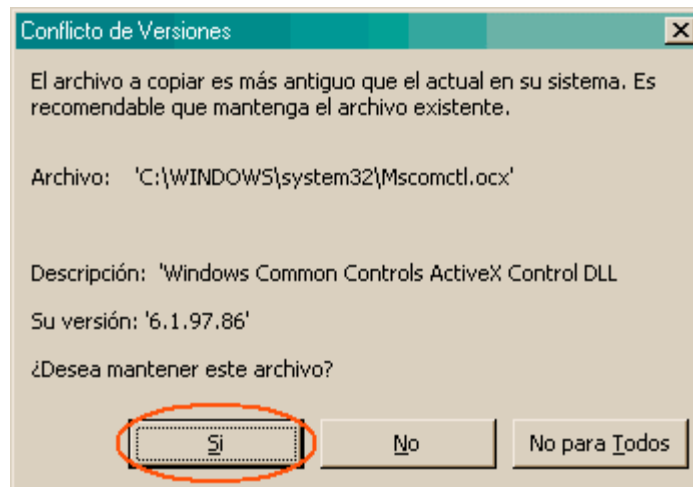 Conflicto de Versiones
El archivo a copiar es más antiguo que el actual en su sistema. Es
recomendable que mantenga el archivo existente.
Archivo: 'C:\WINDOWS\system32\Mscomctl.ocx'
Descripción: 'Windows Common Controls ActiveX Control DLL
Su versión: '6.1.97.86'
¿Desea mantener este archivo?
Si No No para Todos